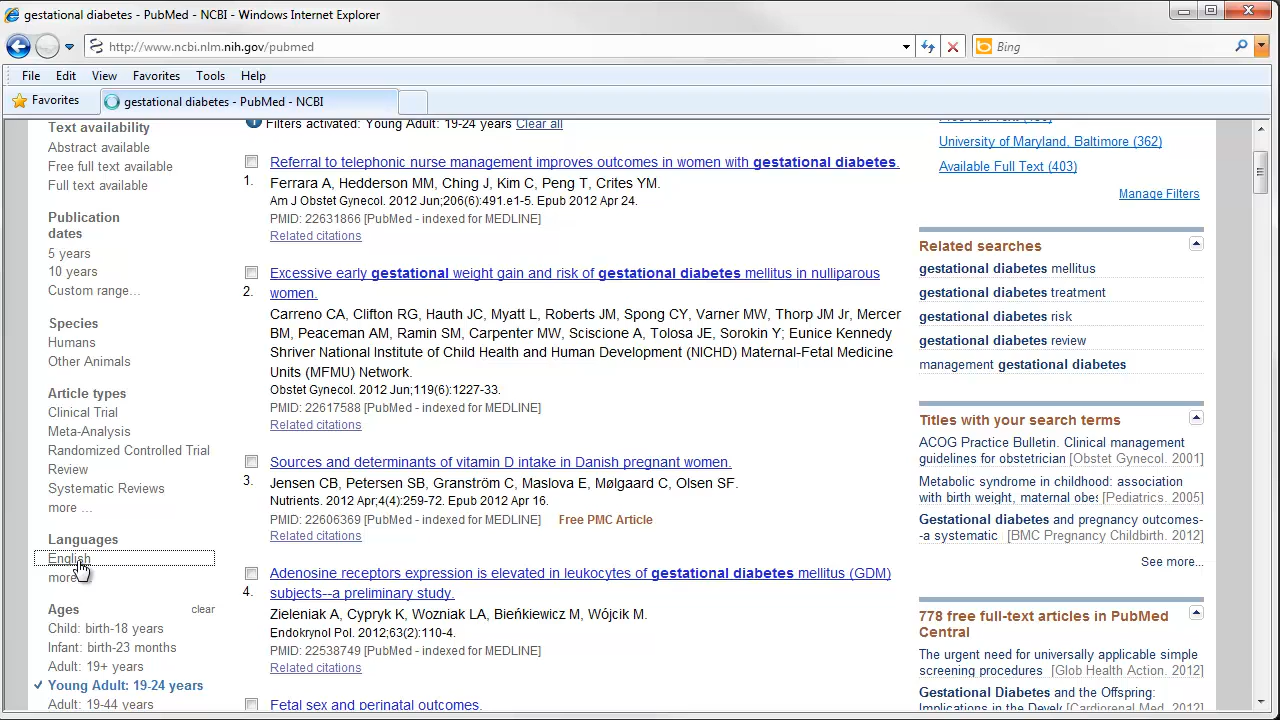 gestational diabetes - PubMed - NCBI - Windows Internet Explorer
http://www.ncbi.nlm.nih.gov/pubmed
Bing
File Edit View Favorites Tools Help
Favorites
gestational diabetes - PubMed - NCBI
Text availability
Abstract available
Free full text available
Full text available
Publication
dates
5 years
10 years
Custom range...
Species
Humans
Other Animals
Article types
Clinical Trial
Meta-Analysis
Randomized Controlled Trial
Review
Systematic Reviews
more ...
Languages
English
more
Ages clear
Child: birth-18 years
Infant: birth-23 months
Adult: 19+ years
Young Adult: 19-24 years
Adult: 19-44 years
Filters activated: Young Adult: 19-24 years Clear all
Referral to telephonic nurse management improves outcomes in women with gestational diabetes.
1. Ferrara A, Hedderson MM, Ching J, Kim C, Peng T, Crites YM.
Am J Obstet Gynecol. 2012 Jun;206(6):491.e1-5. Epub 2012 Apr 24.
PMID: 22631866 [PubMed - indexed for MEDLINE]
Related citations
Excessive early gestational weight gain and risk of gestational diabetes mellitus in nulliparous
2. women.
Carreno CA, Clifton RG, Hauth JC, Myatt L, Roberts JM, Spong CY, Varner MW, Thorp JM Jr, Mercer
BM, Peaceman AM, Ramin SM, Carpenter MW, Sciscione A, Tolosa JE, Sorokin Y; Eunice Kennedy
Shriver National Institute of Child Health and Human Development (NICHD) Maternal-Fetal Medicine
Units (MFMU) Network.
Obstet Gynecol. 2012 Jun;119(6):1227-33.
PMID: 22617588 [PubMed - indexed for MEDLINE]
Related citations
Sources and determinants of vitamin D intake in Danish pregnant women.
3. Jensen CB, Petersen SB, Granström C, Maslova E, Mølgaard C, Olsen SF.
Nutrients. 2012 Apr;4(4):259-72. Epub 2012 Apr 16.
PMID: 22606369 [PubMed - indexed for MEDLINE] Free PMC Article
Related citations
Adenosine receptors expression is elevated in leukocytes of gestational diabetes mellitus (GDM)
4. subjects--a preliminary study.
Zieleniak A, Cypryk K, Wozniak LA, Bieńkiewicz M, Wójcik M.
Endokrynol Pol. 2012;63(2):110-4.
PMID: 22538749 [PubMed - indexed for MEDLINE]
Related citations
Fetal sex and perinatal outcomes.
University of Maryland, Baltimore (362)
Available Full Text (403)
Manage Filters
Related searches
gestational diabetes mellitus
gestational diabetes treatment
gestational diabetes risk
gestational diabetes review
management gestational diabetes
Titles with your search terms
ACOG Practice Bulletin. Clinical management
guidelines for obstetrician [Obstet Gynecol. 2001]
Metabolic syndrome in childhood: association
with birth weight, maternal obes [Pediatrics. 2005]
Gestational diabetes and pregnancy outcomes-
-a systematic [BMC Pregnancy Childbirth. 2012]
See more...
778 free full-text articles in PubMed
Central
The urgent need for universally applicable simple
screening procedures [Glob Health Action. 2012]
Gestational Diabetes and the Offspring:
Implications in the Develo [Cardiorenal Med. 2012]